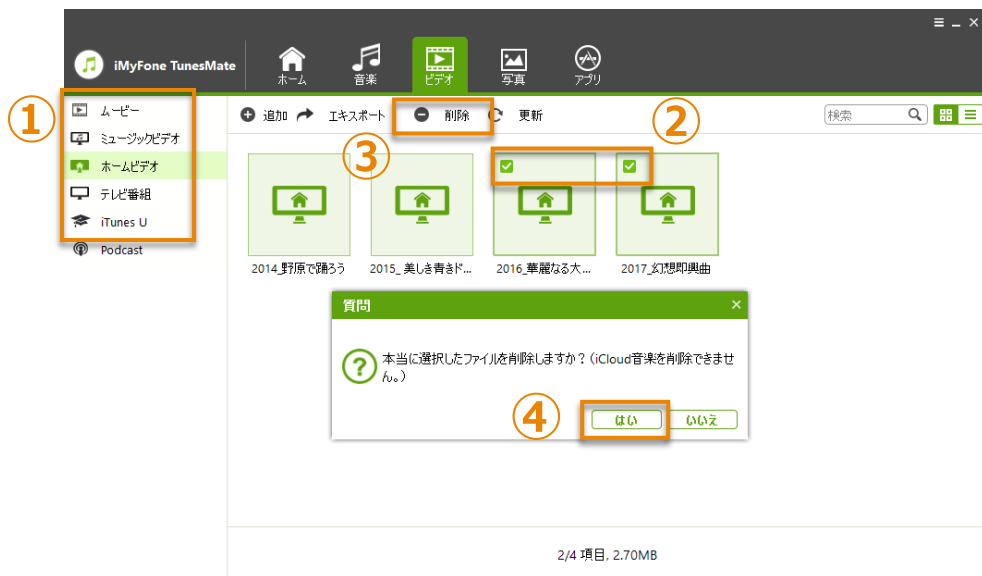 iMyFone TunesMate
ホーム
音楽
ビデオ
写真
アプリ
①
ムービー
ミュージックビデオ
ホームビデオ
テレビ番組
iTunes U
Podcast
追加 エキスポート 削除 更新
検索
②
③
2014_野原で踊ろう
2015_ 美しき青きド...
2016_華麗なる大...
2017_幻想即興曲
質問
本当に選択したファイルを削除しますか？(iCloud音楽を削除できませ
ん。)
④
はい
いいえ
2/4 項目, 2.70MB